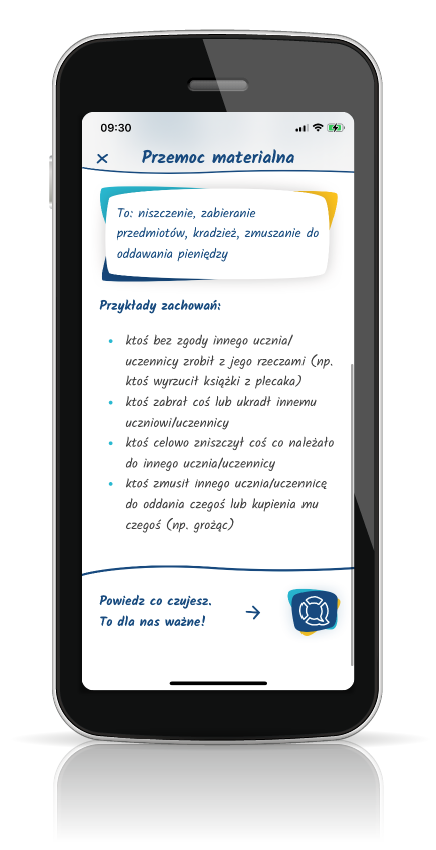 09:30
Przemoc materialna
To: niszczenie, zabieranie
przedmiotów, kradzież, zmuszanie do
oddawania pieniędzy
Przykłady zachowań:
• ktoś bez zgody innego ucznia/
uczennicy zrobił z jego rzeczami (np.
ktoś wyrzucił książki z plecaka)
• ktoś zabrał coś lub ukradł innemu
uczniowi/uczennicy
• ktoś celowo zniszczył coś co należało
do innego ucznia/uczennicy
• ktoś zmusił innego ucznia/uczennicę
do oddania czegoś lub kupienia mu
czegoś (np. grożąc)
Powiedz co czujesz.
To dla nas ważne!